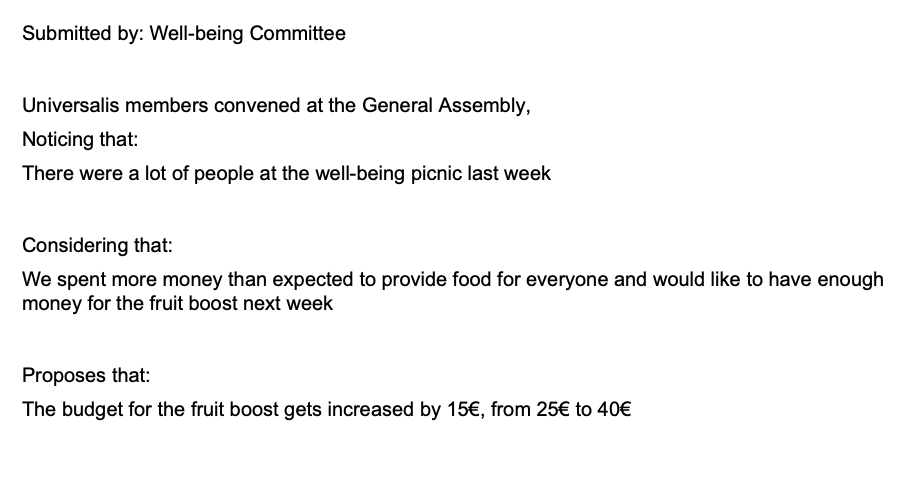 Submitted by: Well-being Committee
Universalis members convened at the General Assembly,
Noticing that:
There were a lot of people at the well-being picnic last week
Considering that:
We spent more money than expected to provide food for everyone and would like to have enough
money for the fruit boost next week
Proposes that:
The budget for the fruit boost gets increased by 15€, from 25€ to 40€